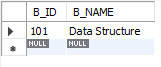 B_ID B_NAME
101 Data Structure
NULL NULL